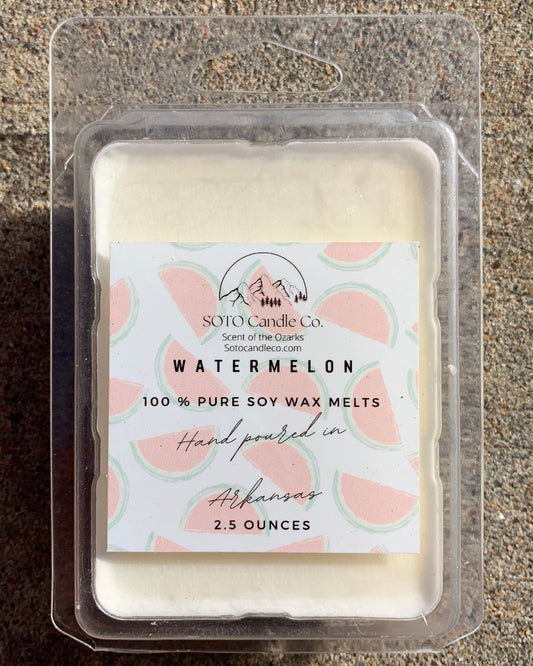 SOTO Candle Co.
Scent of the Ozarks
Sotocandleco.com
WATERMELON
100 % PURE SOY WAX MELTS
Hand poured in
Arkansas
2.5 OUNCES